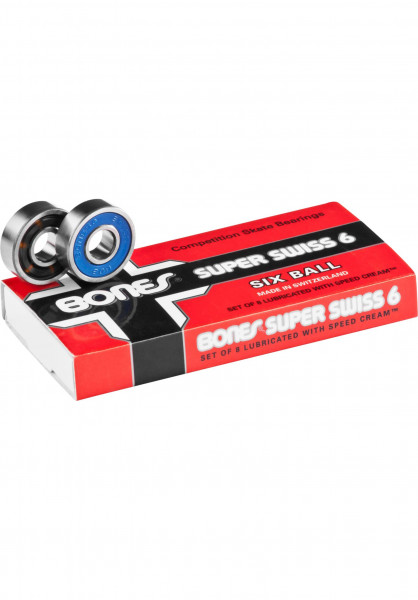 Competition Skate Bearings
BONES SUPER SWISS 6
SIX BALL
MADE IN SWITZERLAND
SET OF 8 LUBRICATED WITH SPEED CREAM™
BONES SUPER SWISS 6
SET OF 8 LUBRICATED WITH SPEED CREAM™